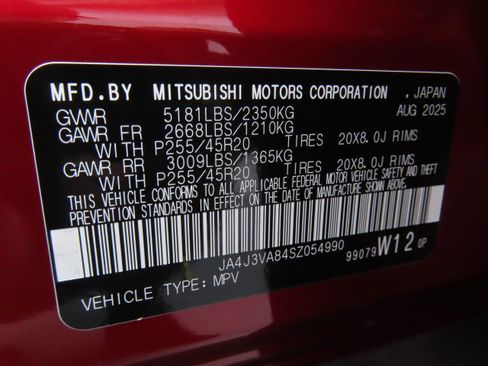 MFD.BY MITSUBISHI MOTORS CORPORATION , JAPAN
GVWR 5181LBS/2350KG AUG 2025
GAWR FR 2668LBS/1210KG
WITH P255/45R20 TIRES 20X8.0J RIMS
GAWR RR 3009LBS/1365KG
WITH P255/45R20 TIRES 20X8.0J RIMS
THIS VEHICLE CONFORMS TO ALL APPLICABLE FEDERAL MOTOR VEHICLE SAFETY, BUMPER, AND THEFT
PREVENTION STANDARDS IN EFFECT ON THE DATE OF MANUFACTURE SHOWN ABOVE.
JA4J3VA84SZ054990
99079 W12 OP
VEHICLE TYPE: MPV